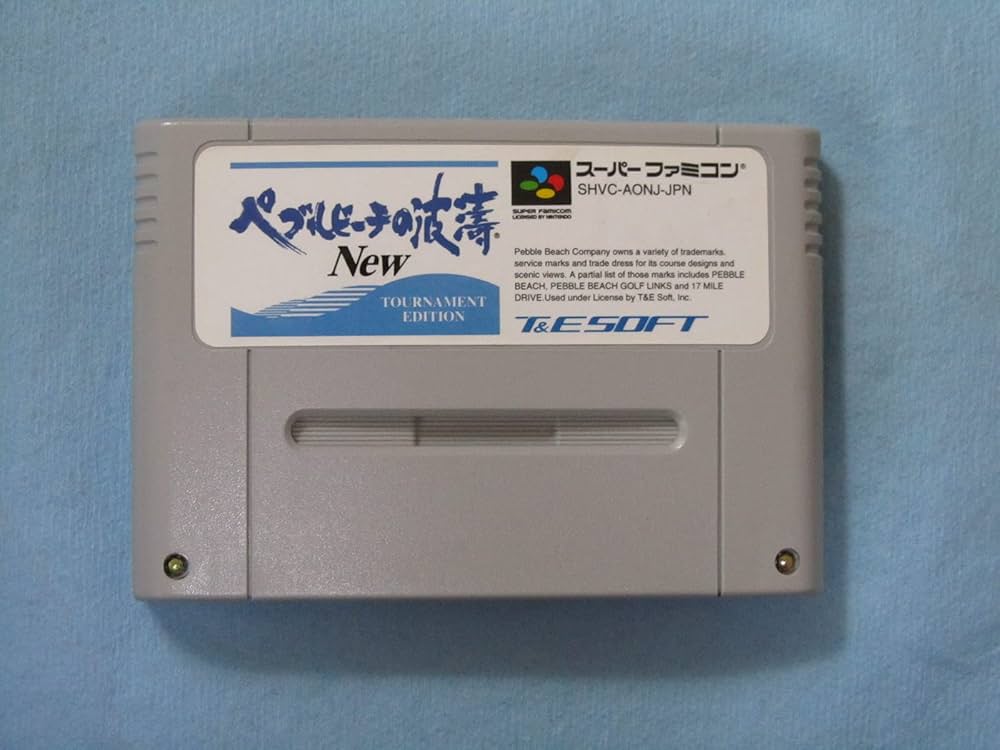 ペブルビーチの波濤®
New
TOURNAMENT
EDITION
スーパーファミコン®
SHVC-AONJ-JPN
SUPER FAMICOM
LICENSED BY NINTENDO
Pebble Beach Company owns a variety of trademarks.
service marks and trade dress for its course designs and
scenic views. A partial list of those marks includes PEBBLE
BEACH, PEBBLE BEACH GOLF LINKS and 17 MILE
DRIVE.Used under License by T&E Soft, Inc.
T&E SOFT